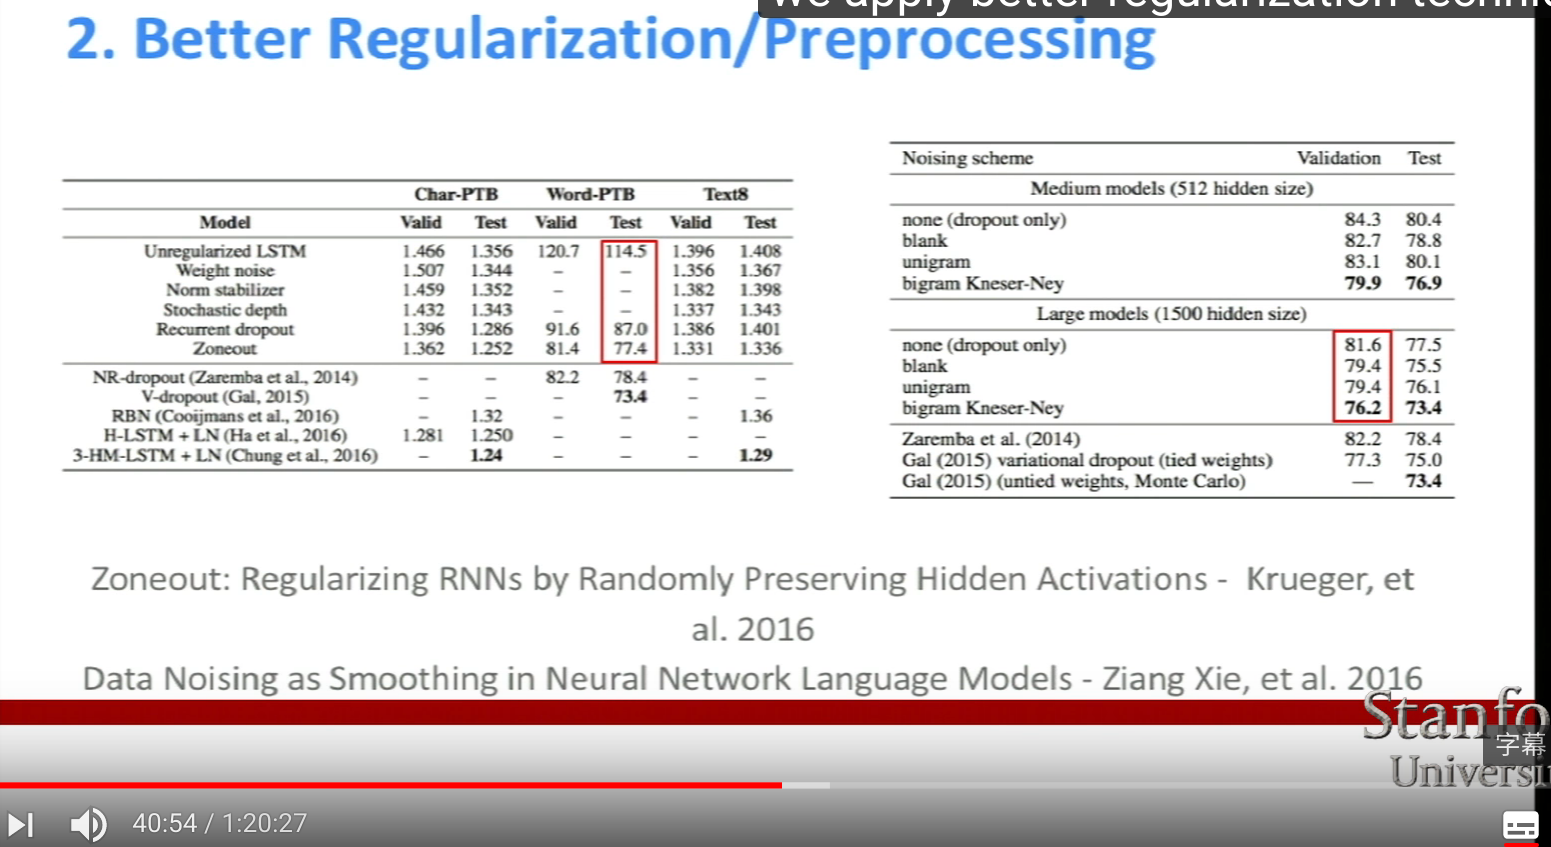 we apply better regularization
2. Better Regularization/Preprocessing
Char-PTB Word-PTB Text8
Model Valid Test Valid Test Valid Test
Unregularized LSTM 1.466 1.356 120.7 114.5 1.396 1.408
Weight noise 1.507 1.344 – – 1.356 1.367
Norm stabilizer 1.459 1.352 – – 1.382 1.398
Stochastic depth 1.432 1.343 – – 1.337 1.343
Recurrent dropout 1.396 1.286 91.6 87.0 1.386 1.401
Zoneout 1.362 1.252 81.4 77.4 1.331 1.336
NR-dropout (Zaremba et al., 2014) – – 82.2 78.4 – –
V-dropout (Gal, 2015) – – – 73.4 – –
RBN (Cooijmans et al., 2016) – 1.32 – – – 1.36
H-LSTM + LN (Ha et al., 2016) 1.281 1.250 – – – –
3-HM-LSTM + LN (Chung et al., 2016) – 1.24 – – – 1.29
Noising scheme Validation Test
Medium models (512 hidden size)
none (dropout only) 84.3 80.4
blank 82.7 78.8
unigram 83.1 80.1
bigram Kneser-Ney 79.9 76.9
Large models (1500 hidden size)
none (dropout only) 81.6 77.5
blank 79.4 75.5
unigram 79.4 76.1
bigram Kneser-Ney 76.2 73.4
Zaremba et al. (2014) 82.2 78.4
Gal (2015) variational dropout (tied weights) 77.3 75.0
Gal (2015) (untied weights, Monte Carlo) — 73.4
Zoneout: Regularizing RNNs by Randomly Preserving Hidden Activations - Krueger, et
al. 2016
Data Noising as Smoothing in Neural Network Language Models - Ziang Xie, et al. 2016
Stanfo
字幕
Universi
40:54 / 1:20:27